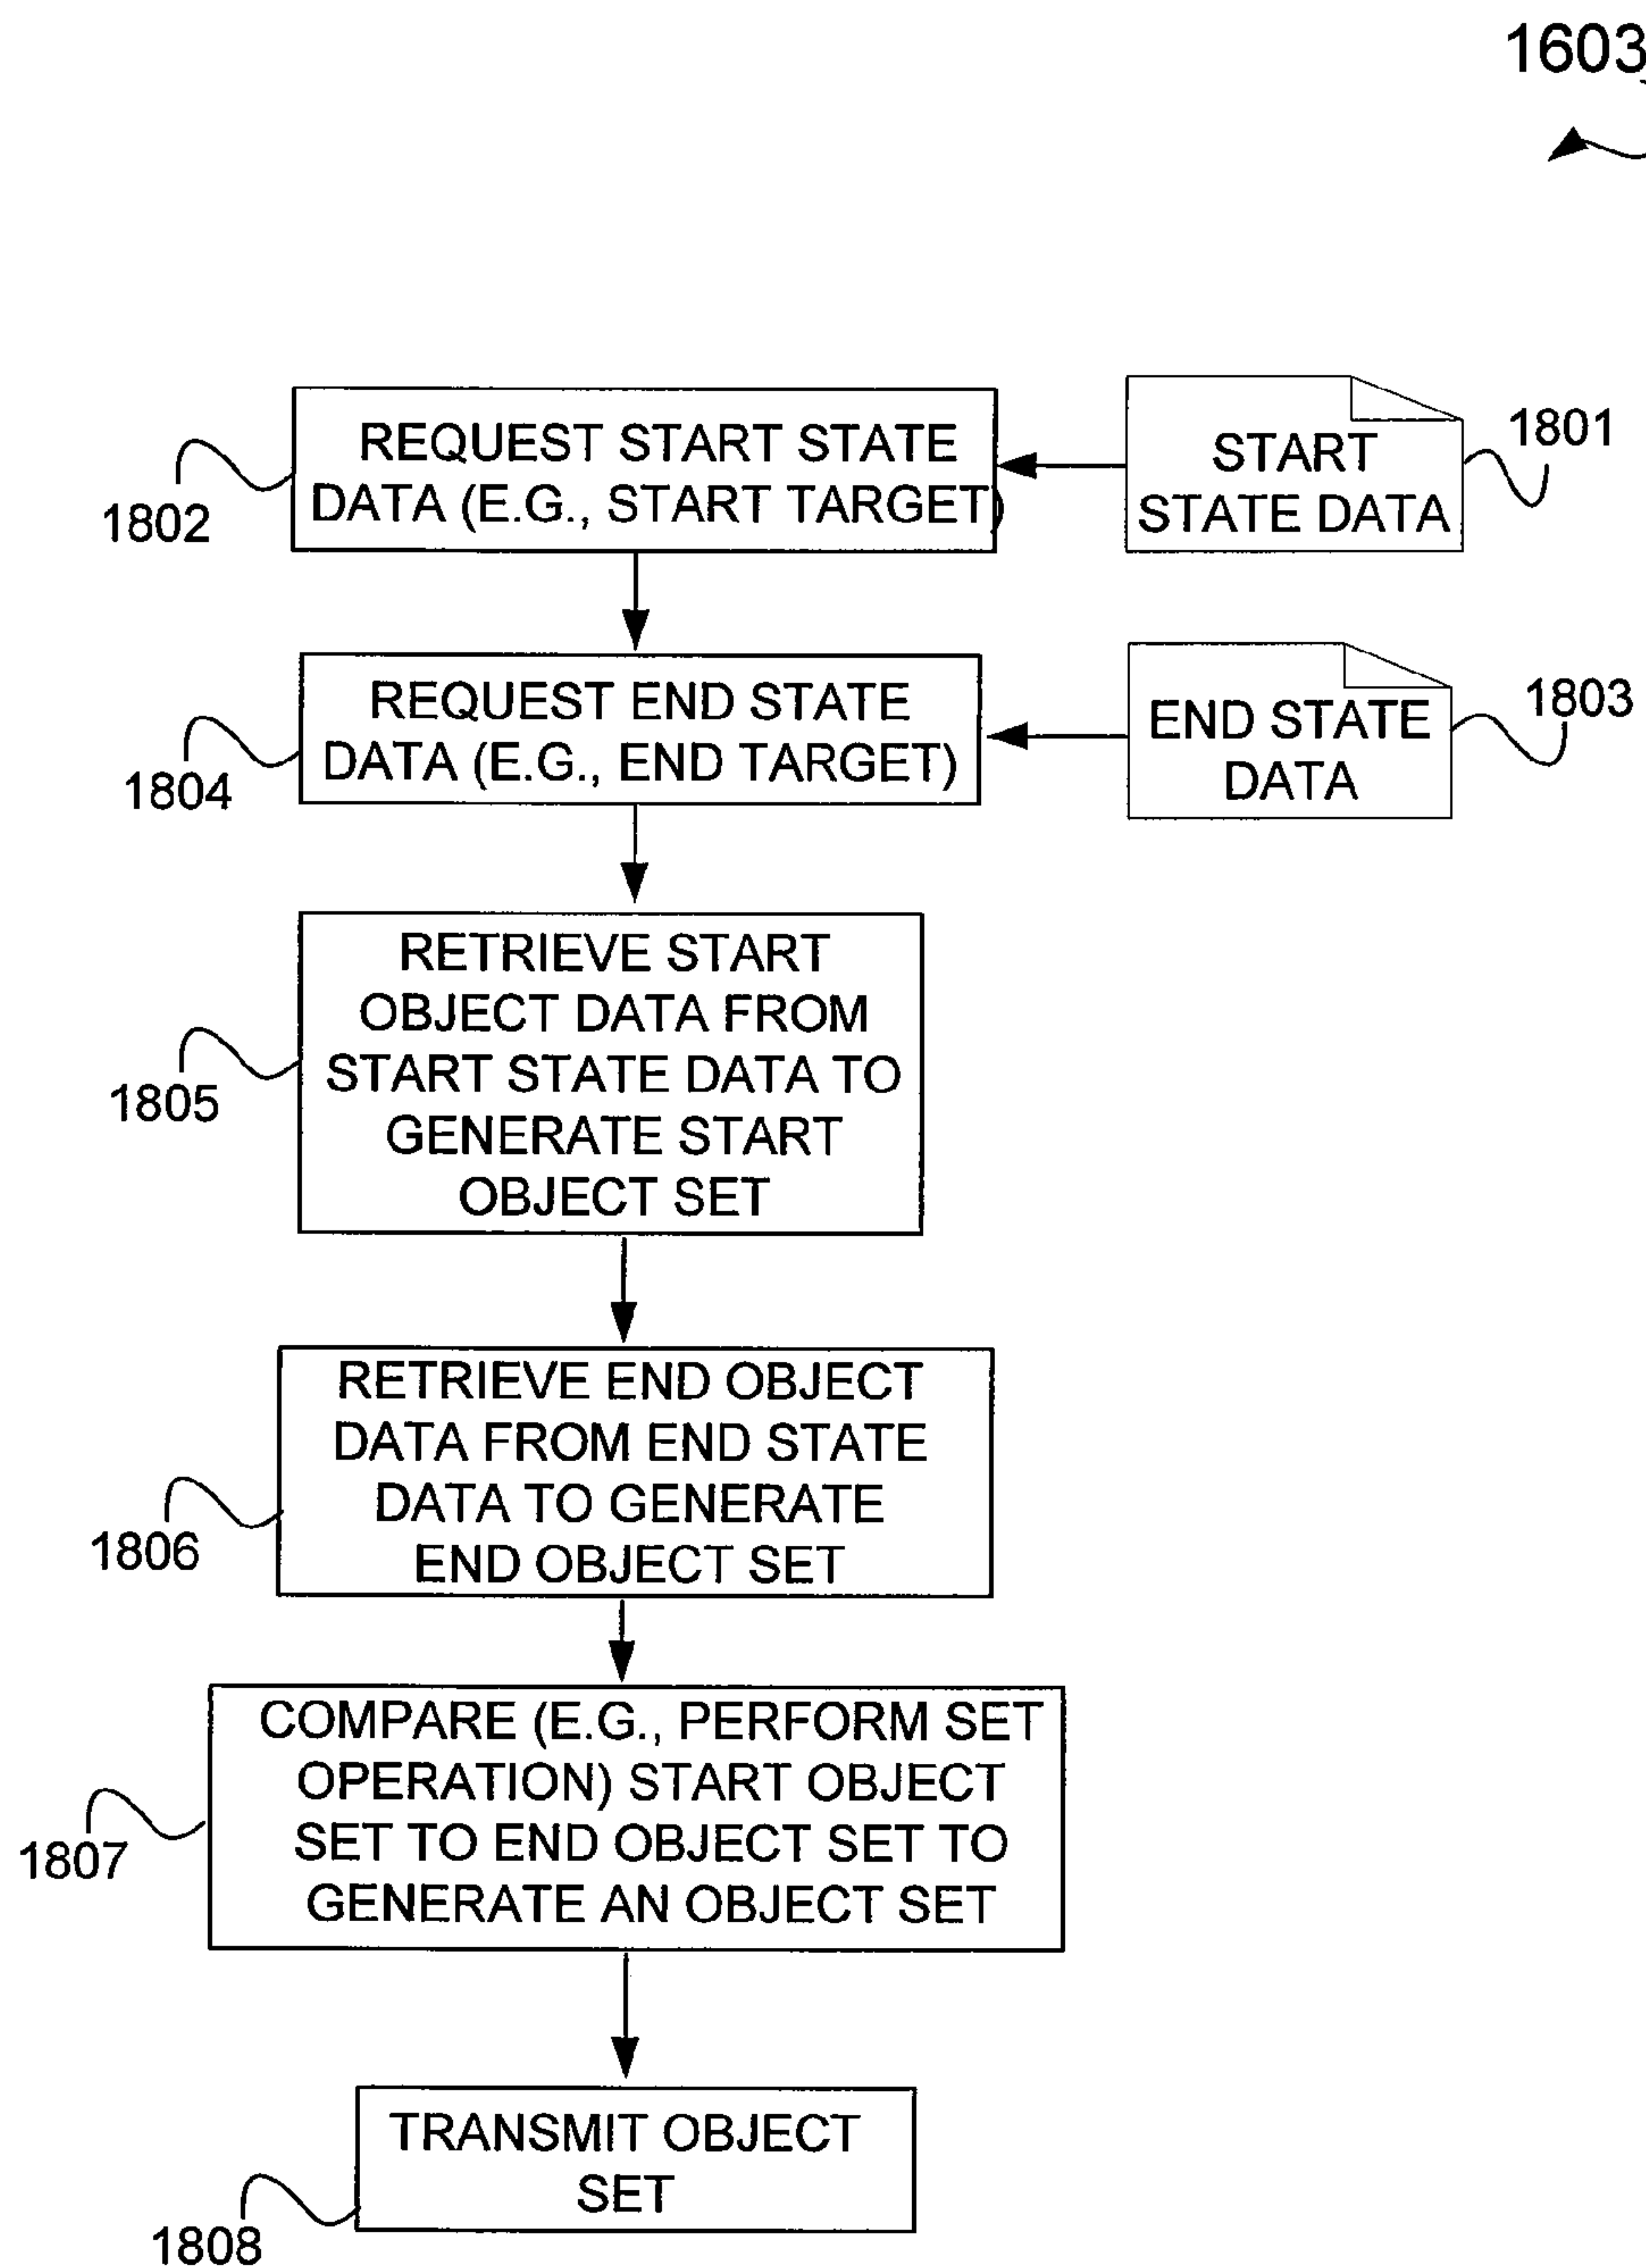 1603
REQUEST START STATE
DATA (E.G., START TARGET)
1802
START
STATE DATA
1801
REQUEST END STATE
DATA (E.G., END TARGET)
1804
END STATE
DATA
1803
RETRIEVE START
OBJECT DATA FROM
START STATE DATA TO
GENERATE START
OBJECT SET
1805
RETRIEVE END OBJECT
DATA FROM END STATE
DATA TO GENERATE
END OBJECT SET
1806
COMPARE (E.G., PERFORM SET
OPERATION) START OBJECT
SET TO END OBJECT SET TO
GENERATE AN OBJECT SET
1807
TRANSMIT OBJECT
SET
1808